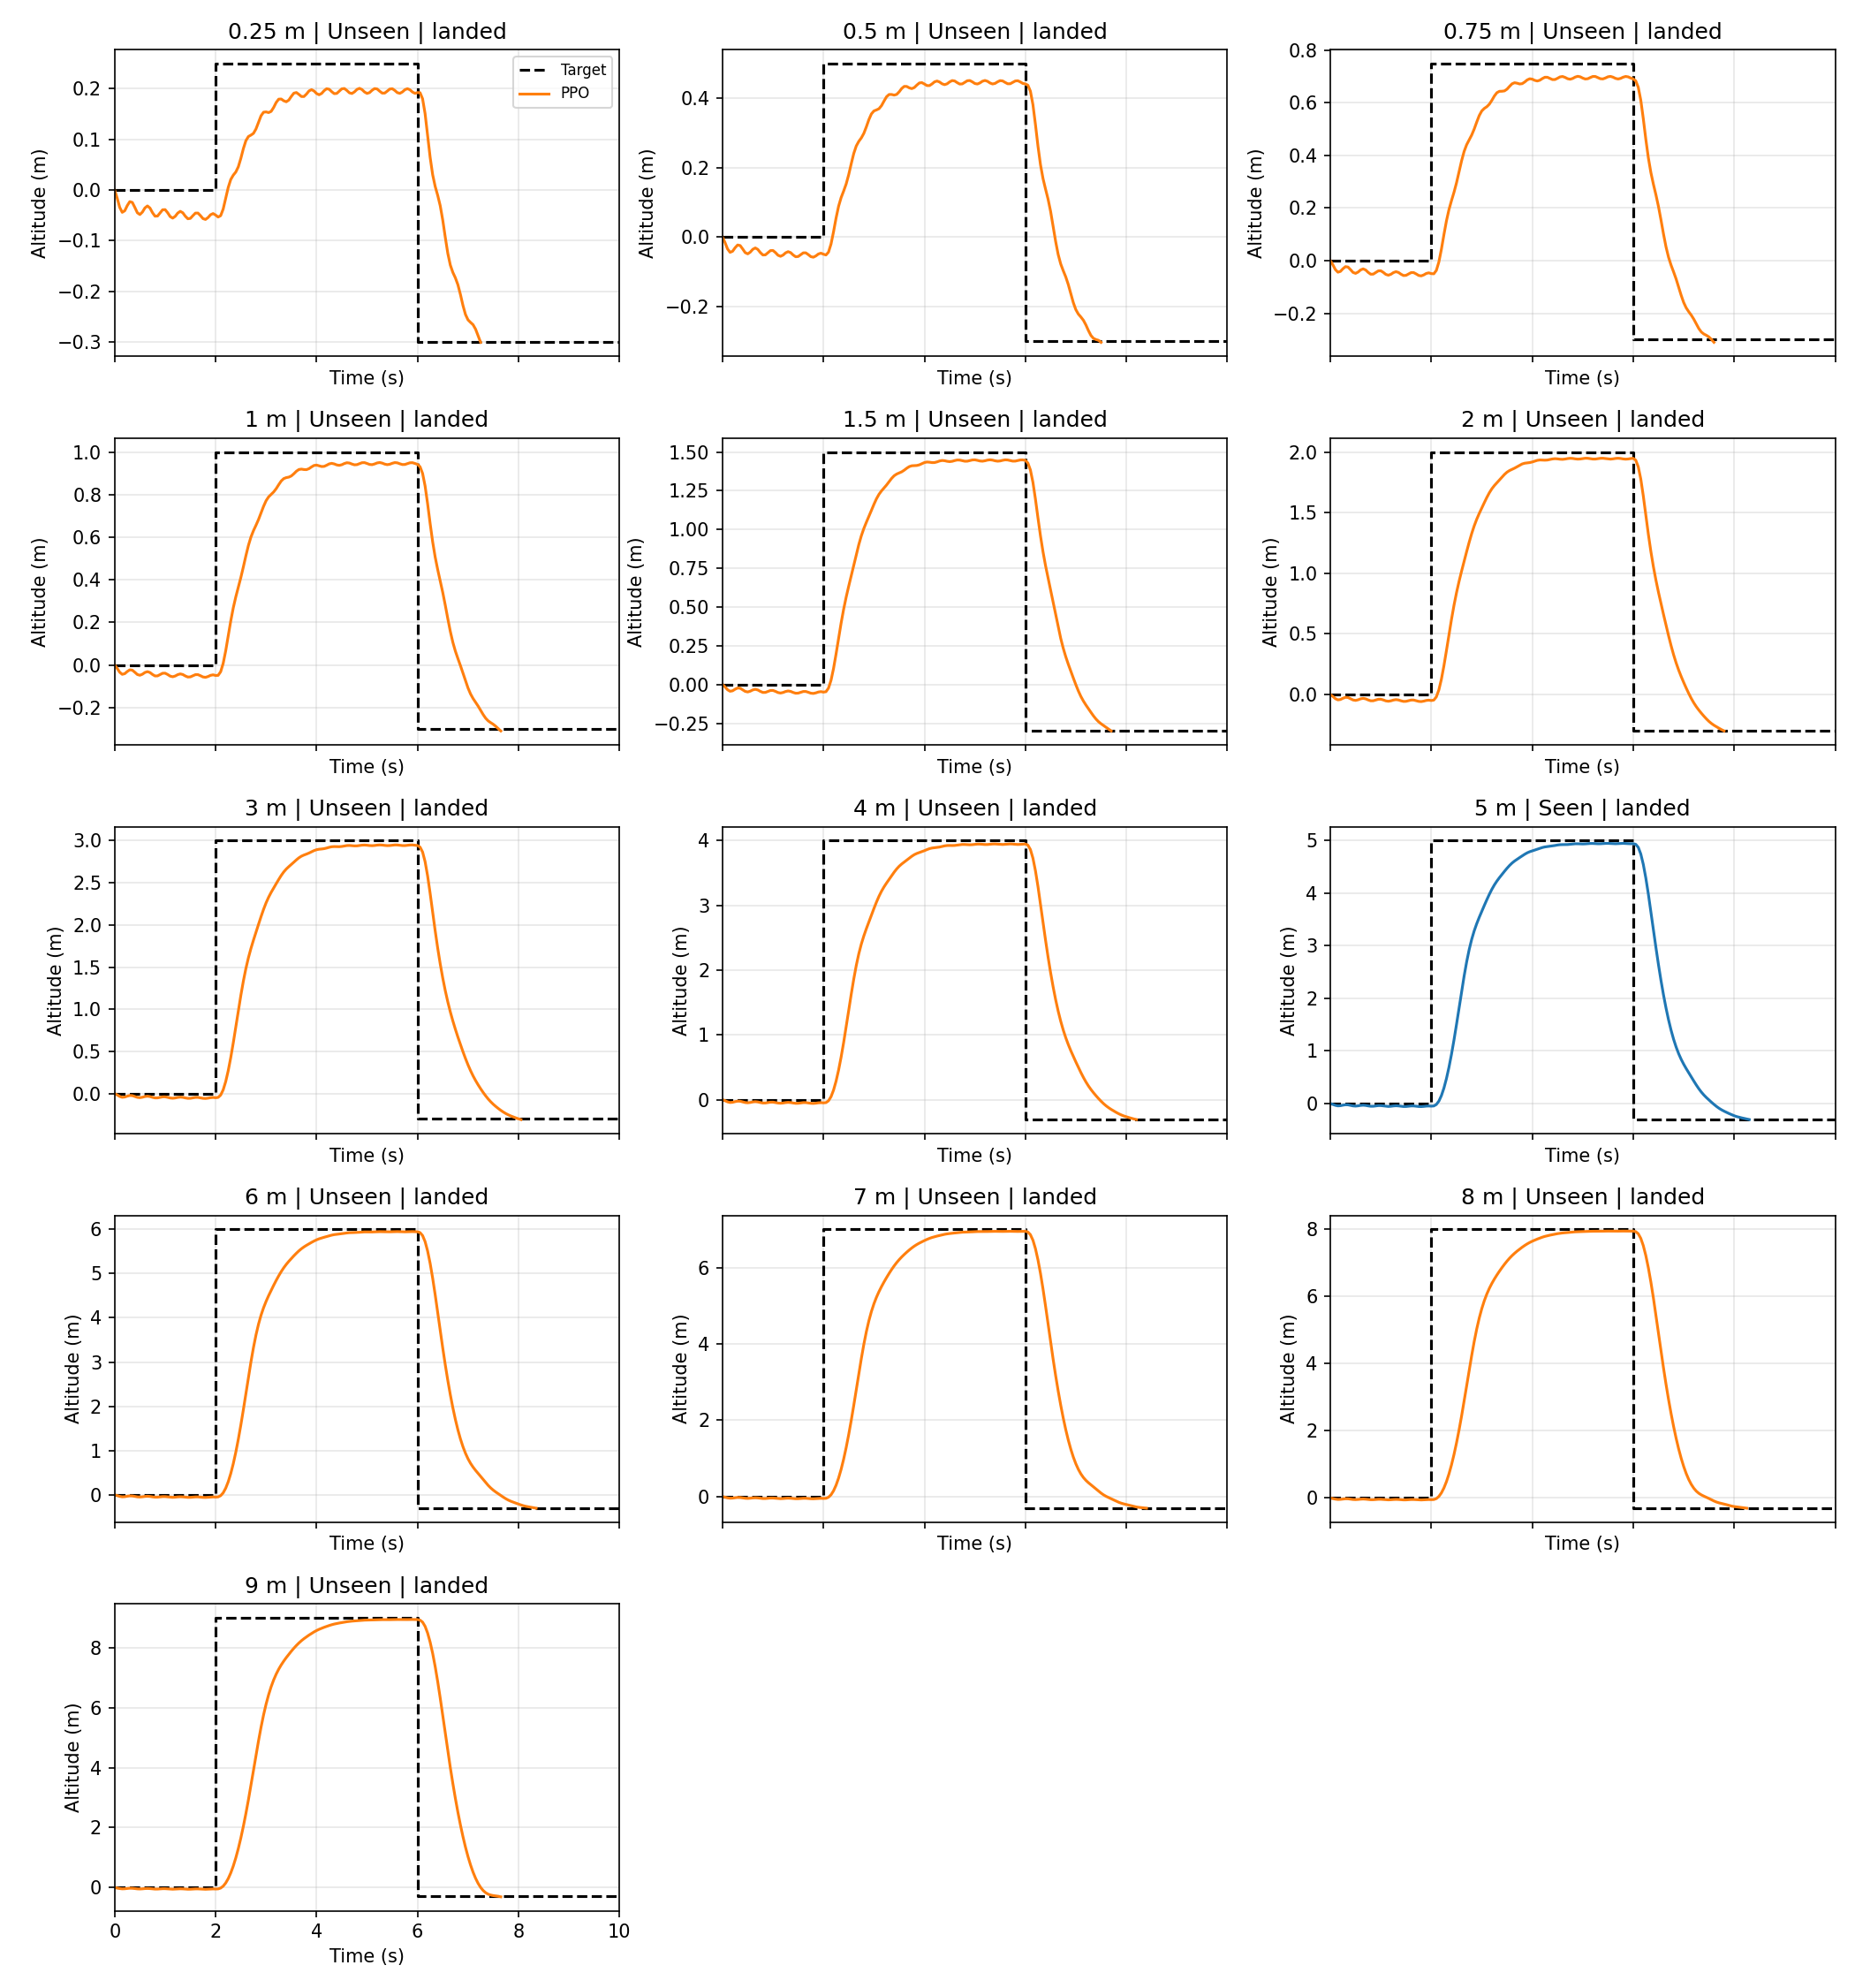 0.25 m | Unseen | landed
Target
PPO
0.2
0.1
0.0
−0.1
−0.2
−0.3
Altitude (m)
Time (s)
0.5 m | Unseen | landed
0.4
0.2
0.0
−0.2
Altitude (m)
Time (s)
0.75 m | Unseen | landed
0.8
0.6
0.4
0.2
0.0
−0.2
Altitude (m)
Time (s)
1 m | Unseen | landed
1.0
0.8
0.6
0.4
0.2
0.0
−0.2
Altitude (m)
Time (s)
1.5 m | Unseen | landed
1.50
1.25
1.00
0.75
0.50
0.25
0.00
−0.25
Altitude (m)
Time (s)
2 m | Unseen | landed
2.0
1.5
1.0
0.5
0.0
Altitude (m)
Time (s)
3 m | Unseen | landed
3.0
2.5
2.0
1.5
1.0
0.5
0.0
Altitude (m)
Time (s)
4 m | Unseen | landed
4
3
2
1
0
Altitude (m)
Time (s)
5 m | Seen | landed
5
4
3
2
1
0
Altitude (m)
Time (s)
6 m | Unseen | landed
6
5
4
3
2
1
0
Altitude (m)
Time (s)
7 m | Unseen | landed
6
4
2
0
Altitude (m)
Time (s)
8 m | Unseen | landed
8
6
4
2
0
Altitude (m)
Time (s)
9 m | Unseen | landed
8
6
4
2
0
Altitude (m)
0 2 4 6 8 10
Time (s)